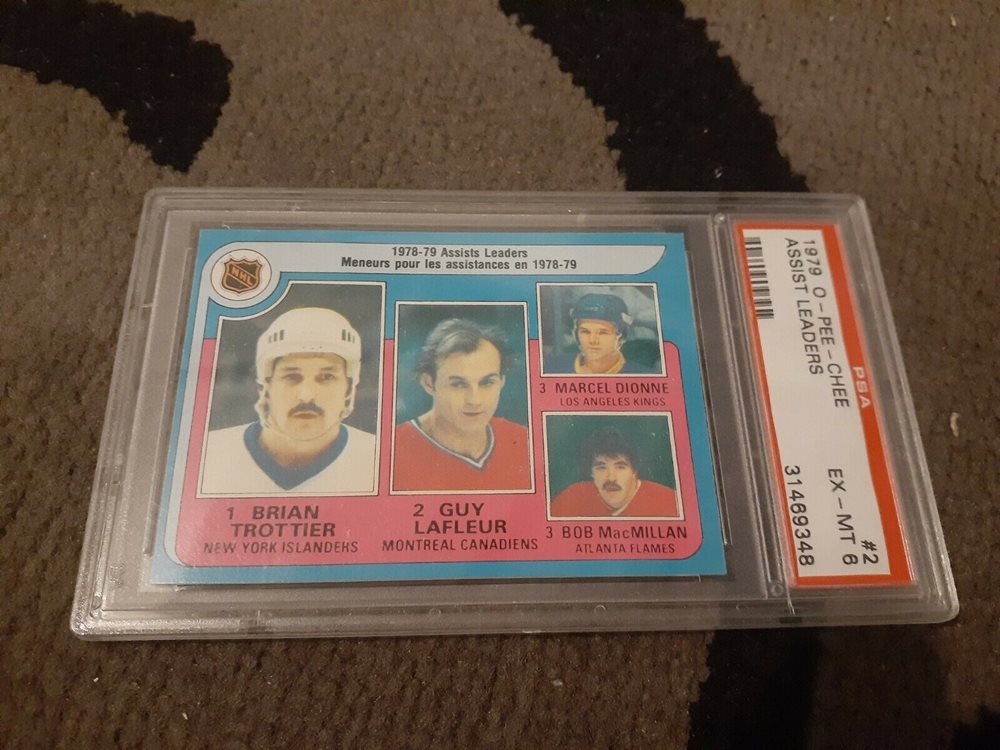 1978-79 Assists Leaders
Meneurs pour les assistances en 1978-79
NHL
1 BRIAN
TROTTIER
NEW YORK ISLANDERS
2 GUY
LAFLEUR
MONTREAL CANADIENS
3 MARCEL DIONNE
LOS ANGELES KINGS
3 BOB MacMILLAN
ATLANTA FLAMES
PSA
1979 O-PEE-CHEE #2
ASSIST LEADERS EX-MT 6
31469348